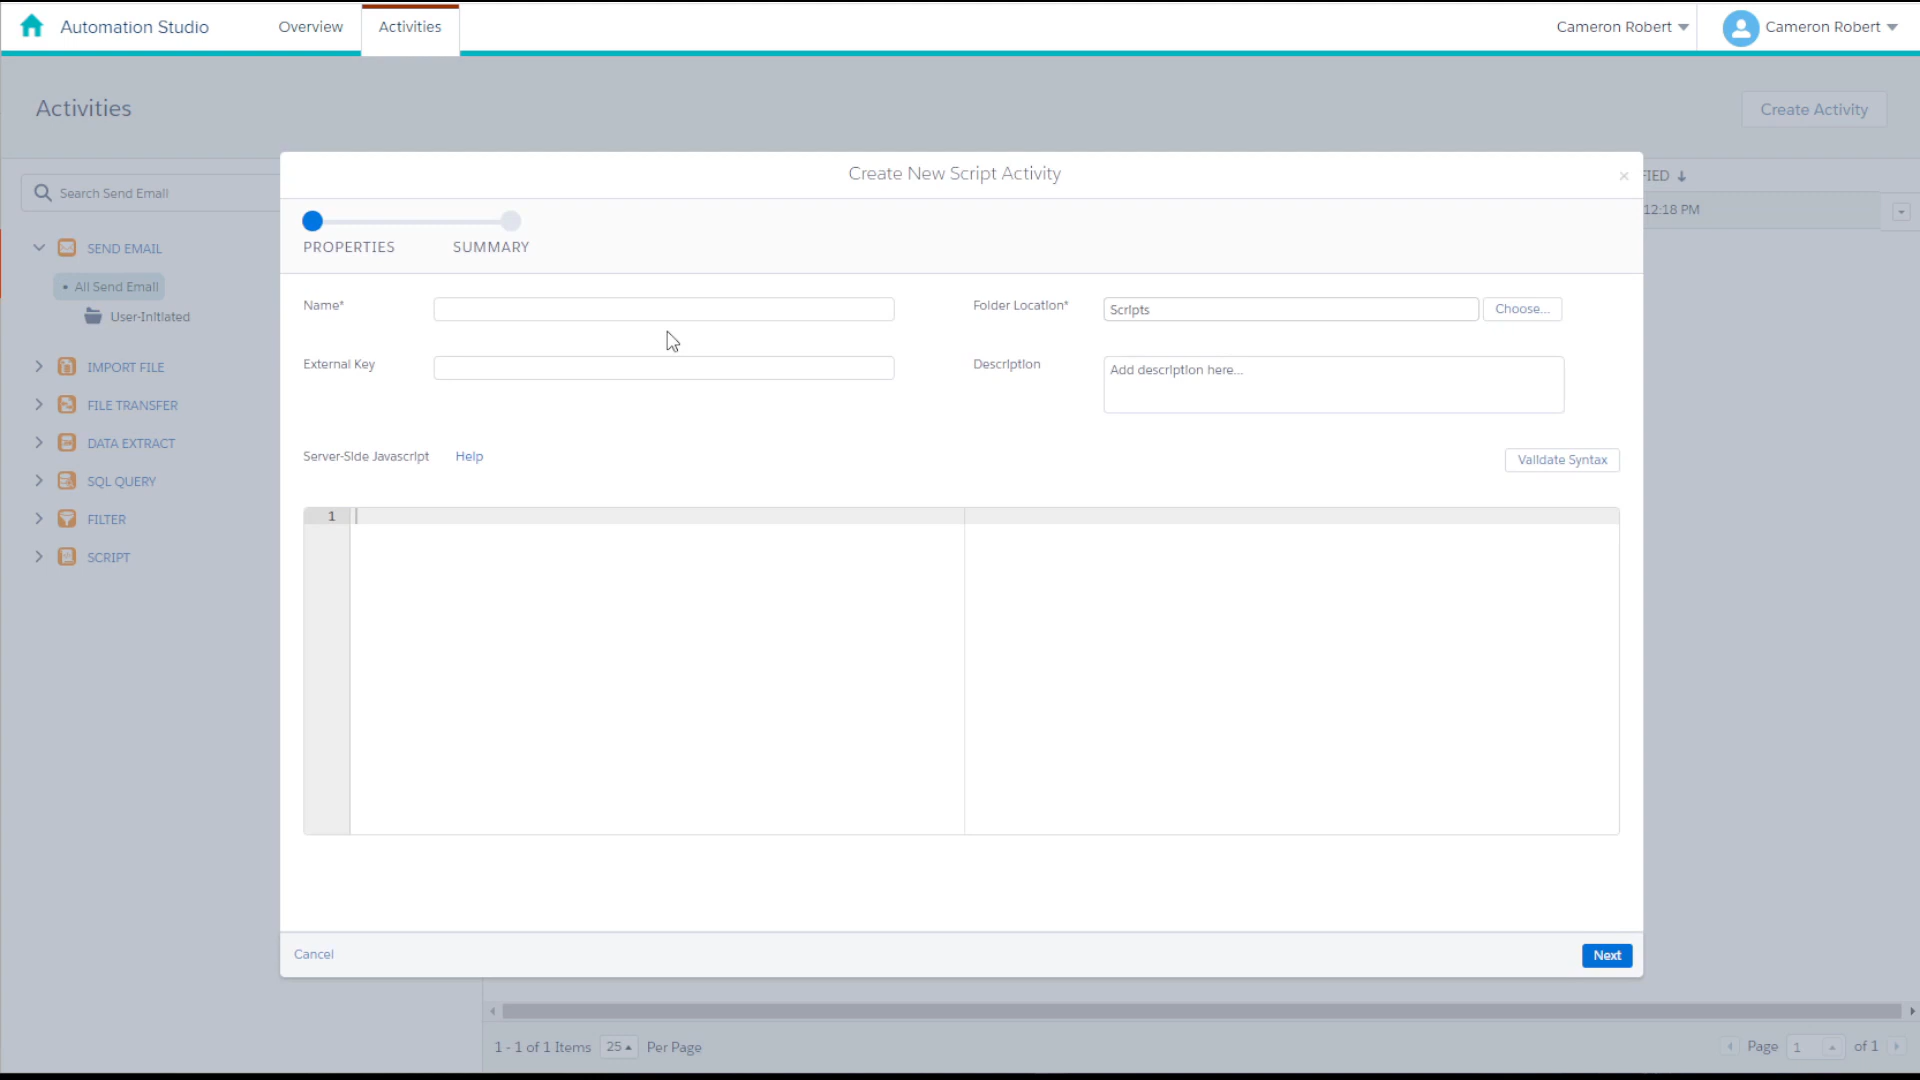 Automation Studio
Overview
Activities
Cameron Robert
Cameron Robert
Activities
Create Activity
Search Send Email
SEND EMAIL
All Send Email
User-Initiated
IMPORT FILE
FILE TRANSFER
DATA EXTRACT
SQL QUERY
FILTER
SCRIPT
Create New Script Activity
×
FIED
12:18 PM
PROPERTIES
SUMMARY
Name*
Folder Location*
Scripts
Choose...
External Key
Description
Add description here...
Server-Side Javascript
Help
Validate Syntax
1
Cancel
Next
1 - 1 of 1 Items
25
Per Page
Page
1
of 1